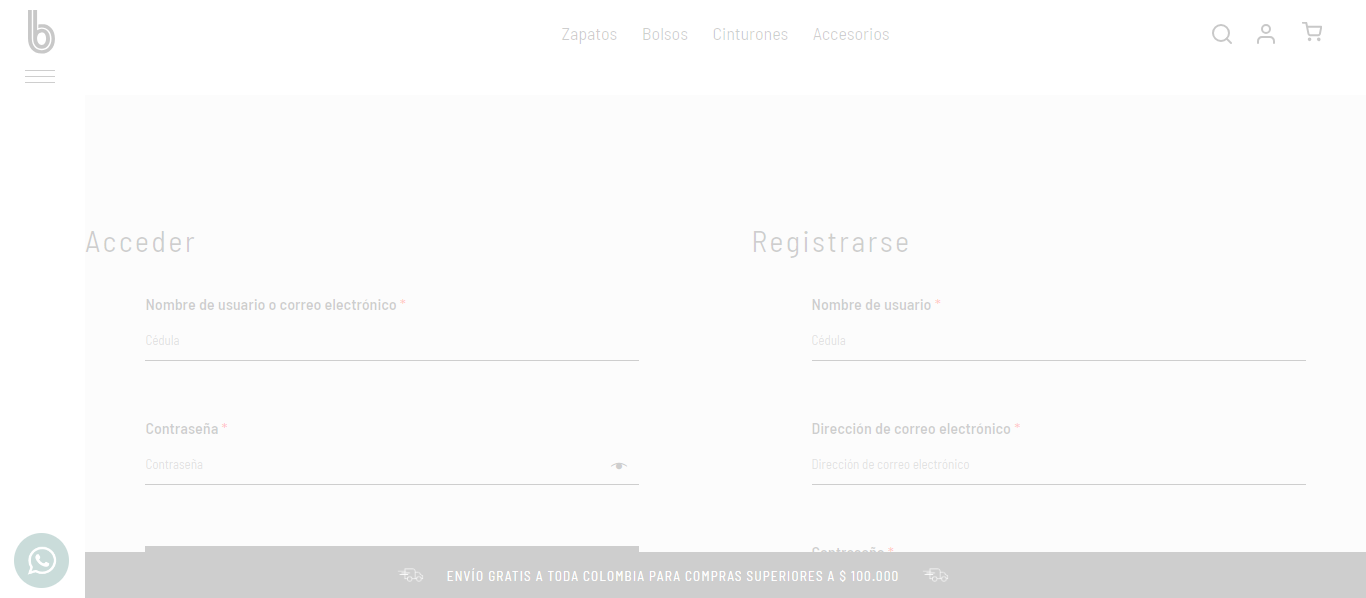 b
Zapatos Bolsos Cinturones Accesorios
Acceder
Nombre de usuario o correo electrónico *
Cédula
Contraseña *
Contraseña
Registrarse
Nombre de usuario *
Cédula
Dirección de correo electrónico *
Dirección de correo electrónico
Contraseña *
ENVÍO GRATIS A TODA COLOMBIA PARA COMPRAS SUPERIORES A $ 100.000